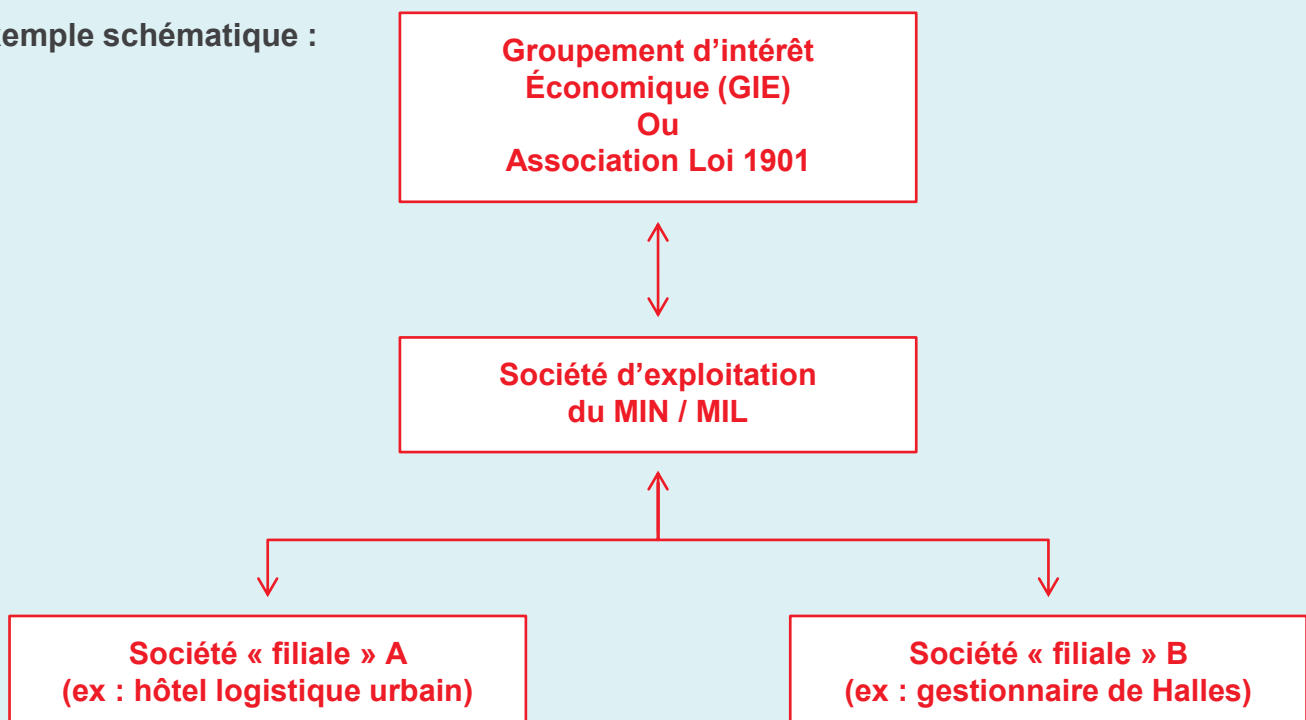 emple schématique :
Groupement d’intérêt
Économique (GIE)
Ou
Association Loi 1901
Société d’exploitation
du MIN / MIL
Société « filiale » A
(ex : hôtel logistique urbain)
Société « filiale » B
(ex : gestionnaire de Halles)